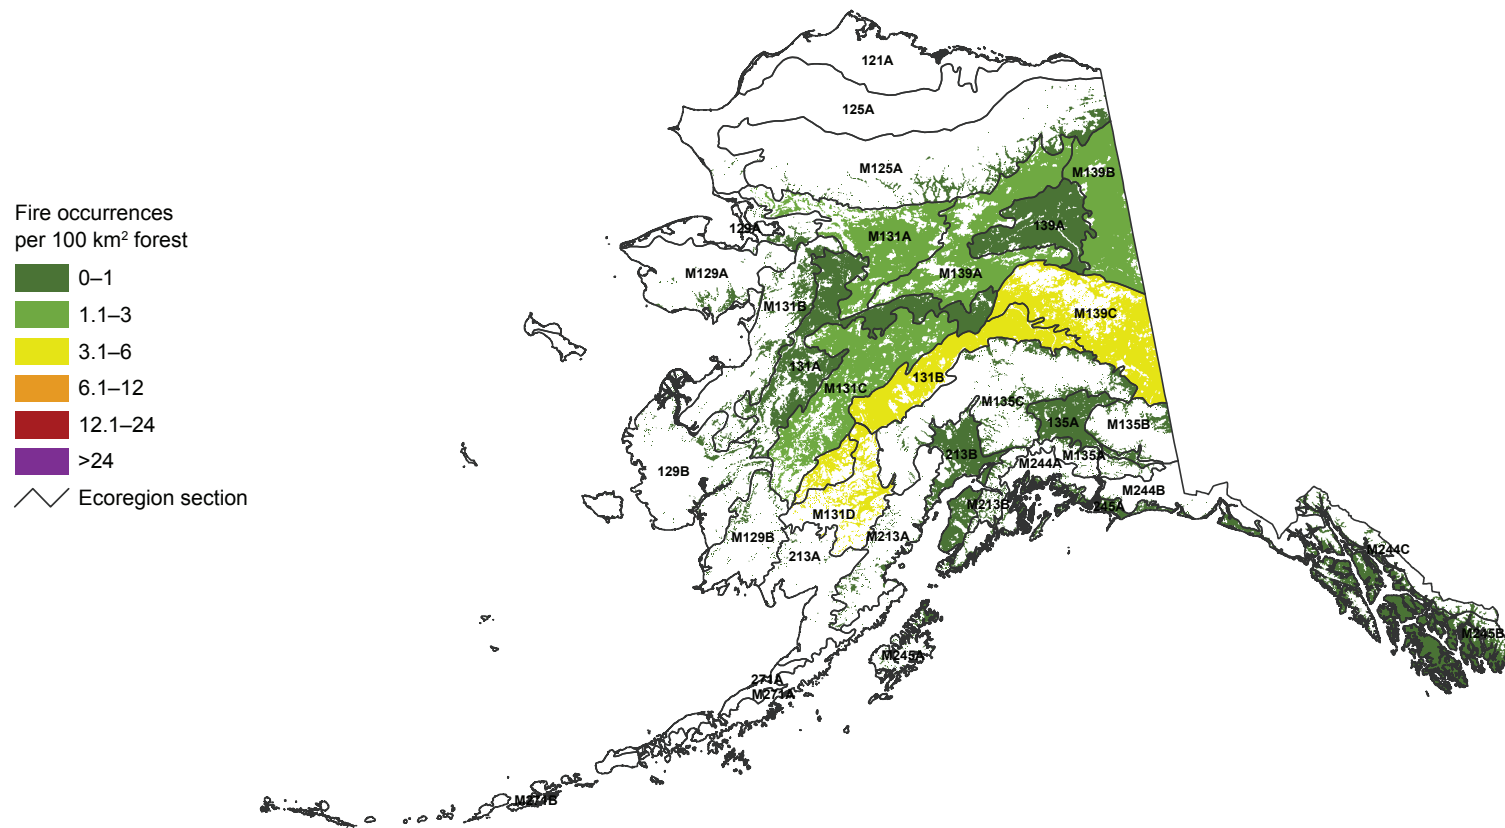 Fire occurrences
per 100 km² forest
0–1
1.1–3
3.1–6
6.1–12
12.1–24
>24
Ecoregion section
121A
125A
M125A
M139B
139A
129A
M131A
M139A
M129A
M131B
M139C
131A
M131C
131B
M135C
135A
M135B
213B
M135A
M244A
129B
M244B
M213B
245A
M131D
M129B
M213A
213A
M244C
M245B
M245A
271A
M271A
M271B